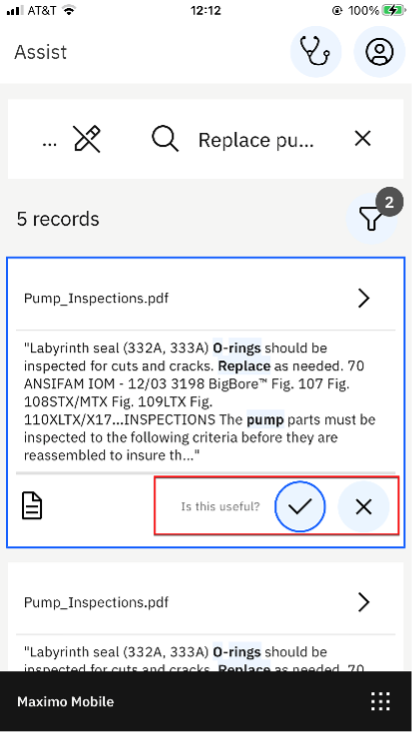 AT&T 12:12 100%
Assist
... Replace pu...
5 records
2
Pump_Inspections.pdf
"Labyrinth seal (332A, 333A) O-rings should be
inspected for cuts and cracks. Replace as needed. 70
ANSIFAM IOM - 12/03 3198 BigBore™ Fig. 107 Fig.
108STX/MTX Fig. 109LTX Fig.
110XLTX/X17...INSPECTIONS The pump parts must be
inspected to the following criteria before they are
reassembled to insure th..."
Is this useful?
Pump_Inspections.pdf
"Labyrinth seal (332A, 333A) O-rings should be
inspected for cuts and cracks. Replace as needed. 70
Maximo Mobile